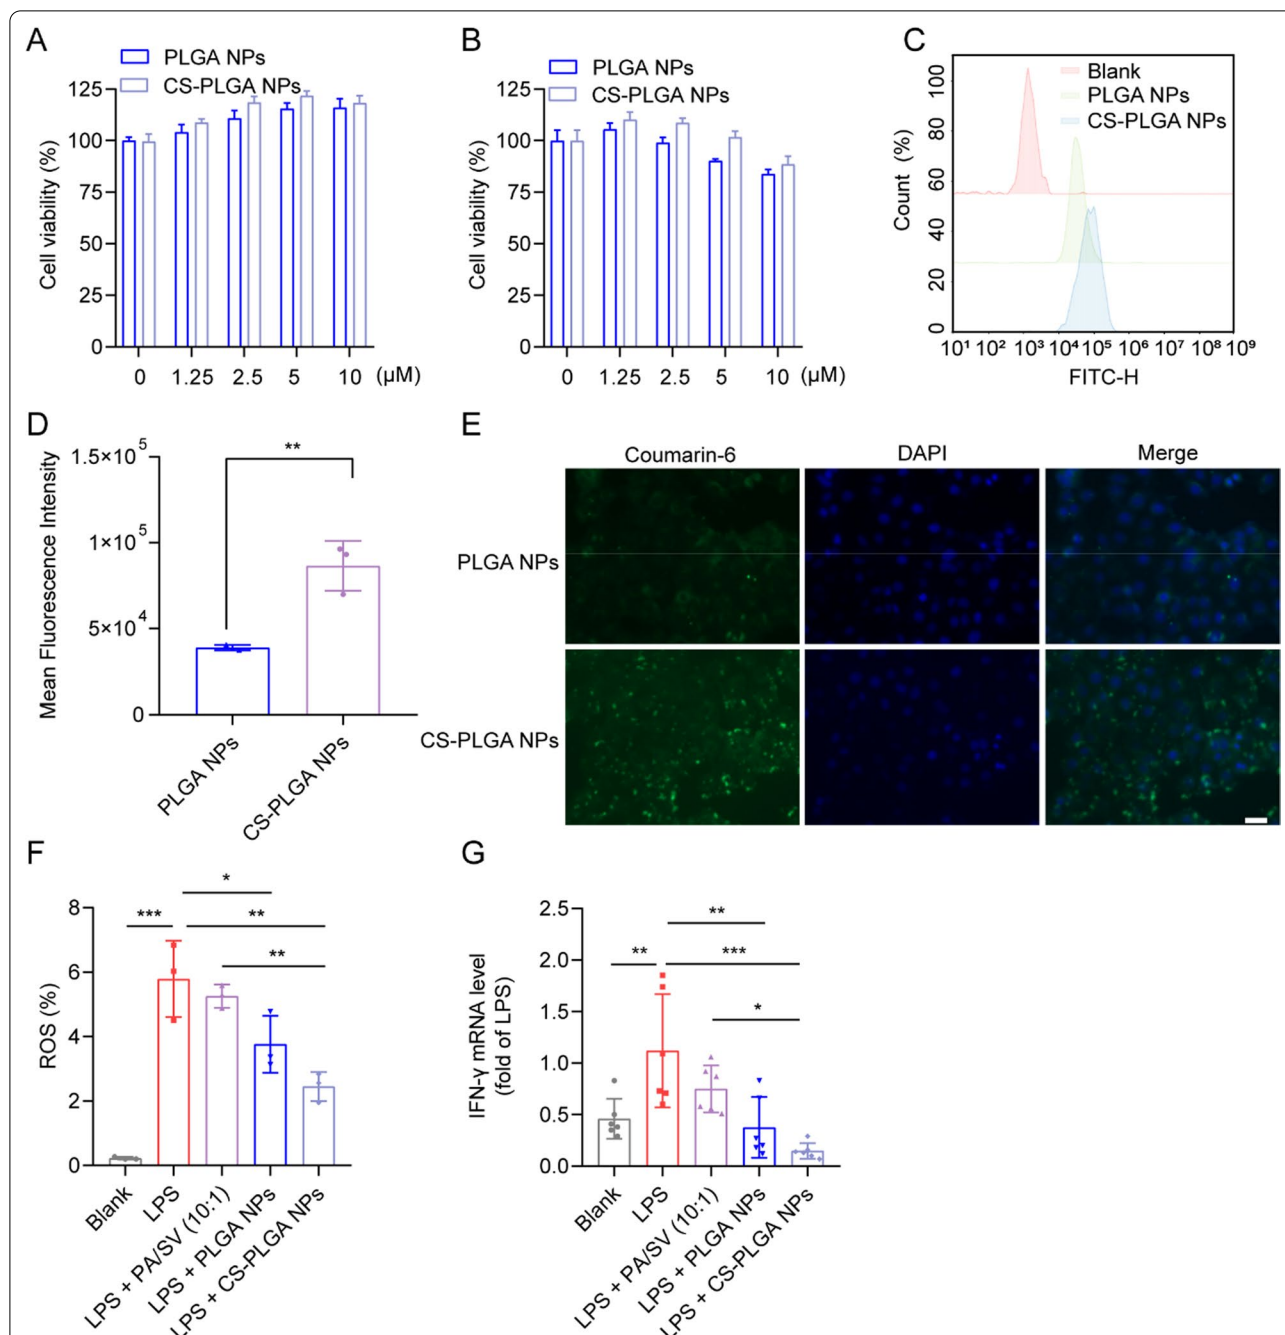 A
PLGA NPs
CS-PLGA NPs
Cell viability (%)
125
100
75
50
25
0
0 1.25 2.5 5 10 (μM)
B
PLGA NPs
CS-PLGA NPs
Cell viability (%)
125
100
75
50
25
0
0 1.25 2.5 5 10 (μM)
C
Blank
PLGA NPs
CS-PLGA NPs
Count (%)
100
80
60
40
20
0
10¹ 10² 10³ 10⁴ 10⁵ 10⁶ 10⁷ 10⁸ 10⁹
FITC-H
D
Mean Fluorescence Intensity
1.5×10⁵
1×10⁵
5×10⁴
0
**
PLGA NPs
CS-PLGA NPs
E
Coumarin-6 DAPI Merge
PLGA NPs
CS-PLGA NPs
F
ROS (%)
8
6
4
2
0
*
*** **
**
Blank
LPS
LPS + PA/SV (10:1)
LPS + PLGA NPs
LPS + CS-PLGA NPs
G
IFN-γ mRNA level
(fold of LPS)
2.5
2.0
1.5
1.0
0.5
0.0
**
** ***
*
Blank
LPS
LPS + PA/SV (10:1)
LPS + PLGA NPs
LPS + CS-PLGA NPs